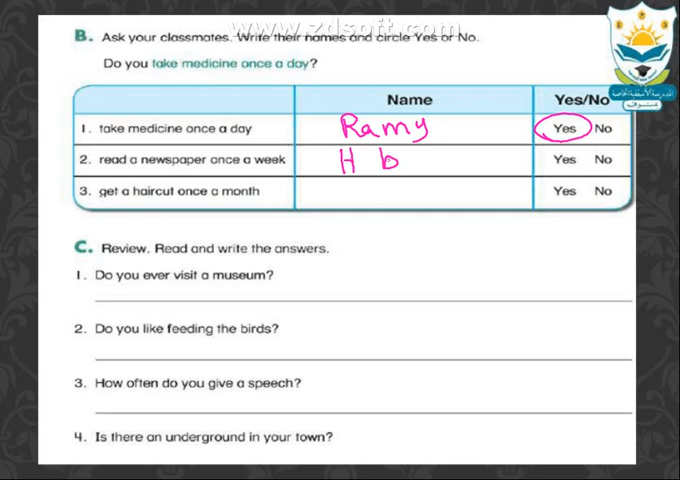 www.zdsoft.com
B. Ask your classmates. Write their names and circle Yes or No.
Do you take medicine once a day?
Name Yes/No
1. take medicine once a day Ramy Yes No
2. read a newspaper once a week H b Yes No
3. get a haircut once a month Yes No
C. Review. Read and write the answers.
1. Do you ever visit a museum?
2. Do you like feeding the birds?
3. How often do you give a speech?
4. Is there an underground in your town?